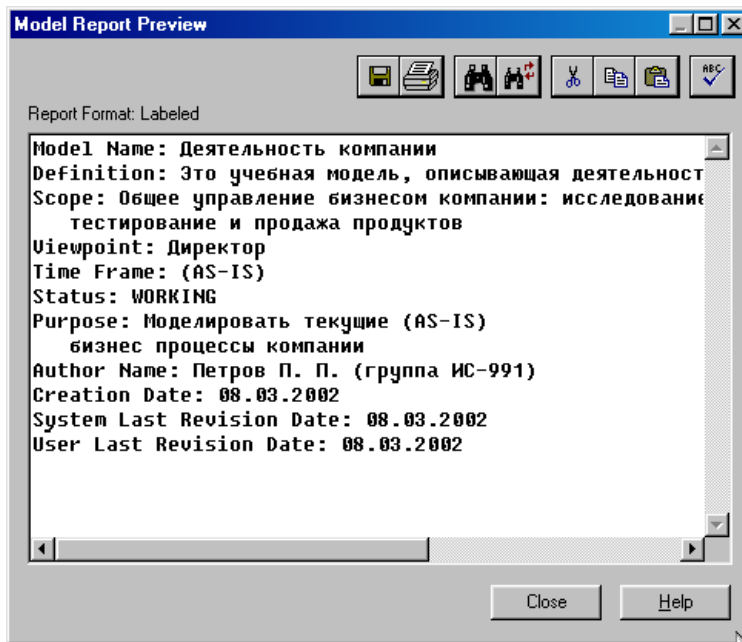 Model Report Preview
ABC
Report Format: Labeled
Model Name: Деятельность компании
Definition: Это учебная модель, описывающая деятельност
Scope: Общее управление бизнесом компании: исследование
тестирование и продажа продуктов
Viewpoint: Директор
Time Frame: (AS-IS)
Status: WORKING
Purpose: Моделировать текущие (AS-IS)
бизнес процессы компании
Author Name: Петров П. П. (группа ИС-991)
Creation Date: 08.03.2002
System Last Revision Date: 08.03.2002
User Last Revision Date: 08.03.2002
Close Help